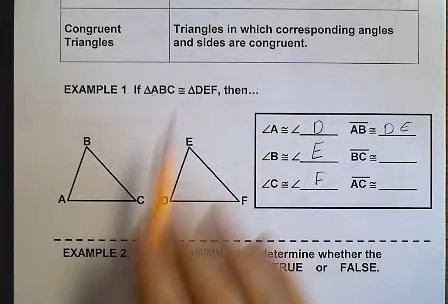 Congruent Triangles in which corresponding angles
Triangles and sides are congruent.
EXAMPLE 1 If ΔABC ≅ ΔDEF, then…
∠A ≅ ∠ D AB ≅ DE
B E
∠B ≅ ∠ E BC ≅
∠C ≅ ∠ F AC ≅
A C D F
EXAMPLE 2 determine whether the
TRUE or FALSE.